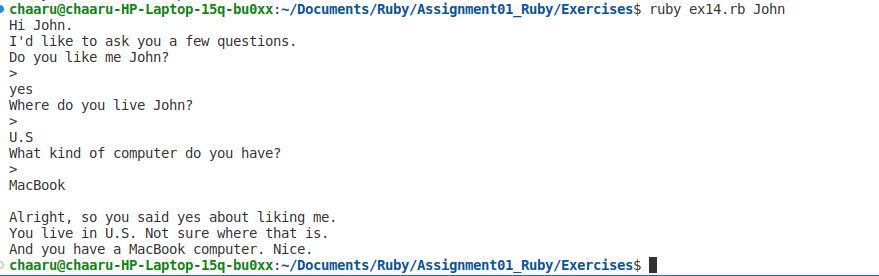 chaaru@chaaru-HP-Laptop-15q-bu0xx:~/Documents/Ruby/Assignment01_Ruby/Exercises$ ruby ex14.rb John
Hi John.
I'd like to ask you a few questions.
Do you like me John?
>
yes
Where do you live John?
>
U.S
What kind of computer do you have?
>
MacBook

Alright, so you said yes about liking me.
You live in U.S. Not sure where that is.
And you have a MacBook computer. Nice.
chaaru@chaaru-HP-Laptop-15q-bu0xx:~/Documents/Ruby/Assignment01_Ruby/Exercises$